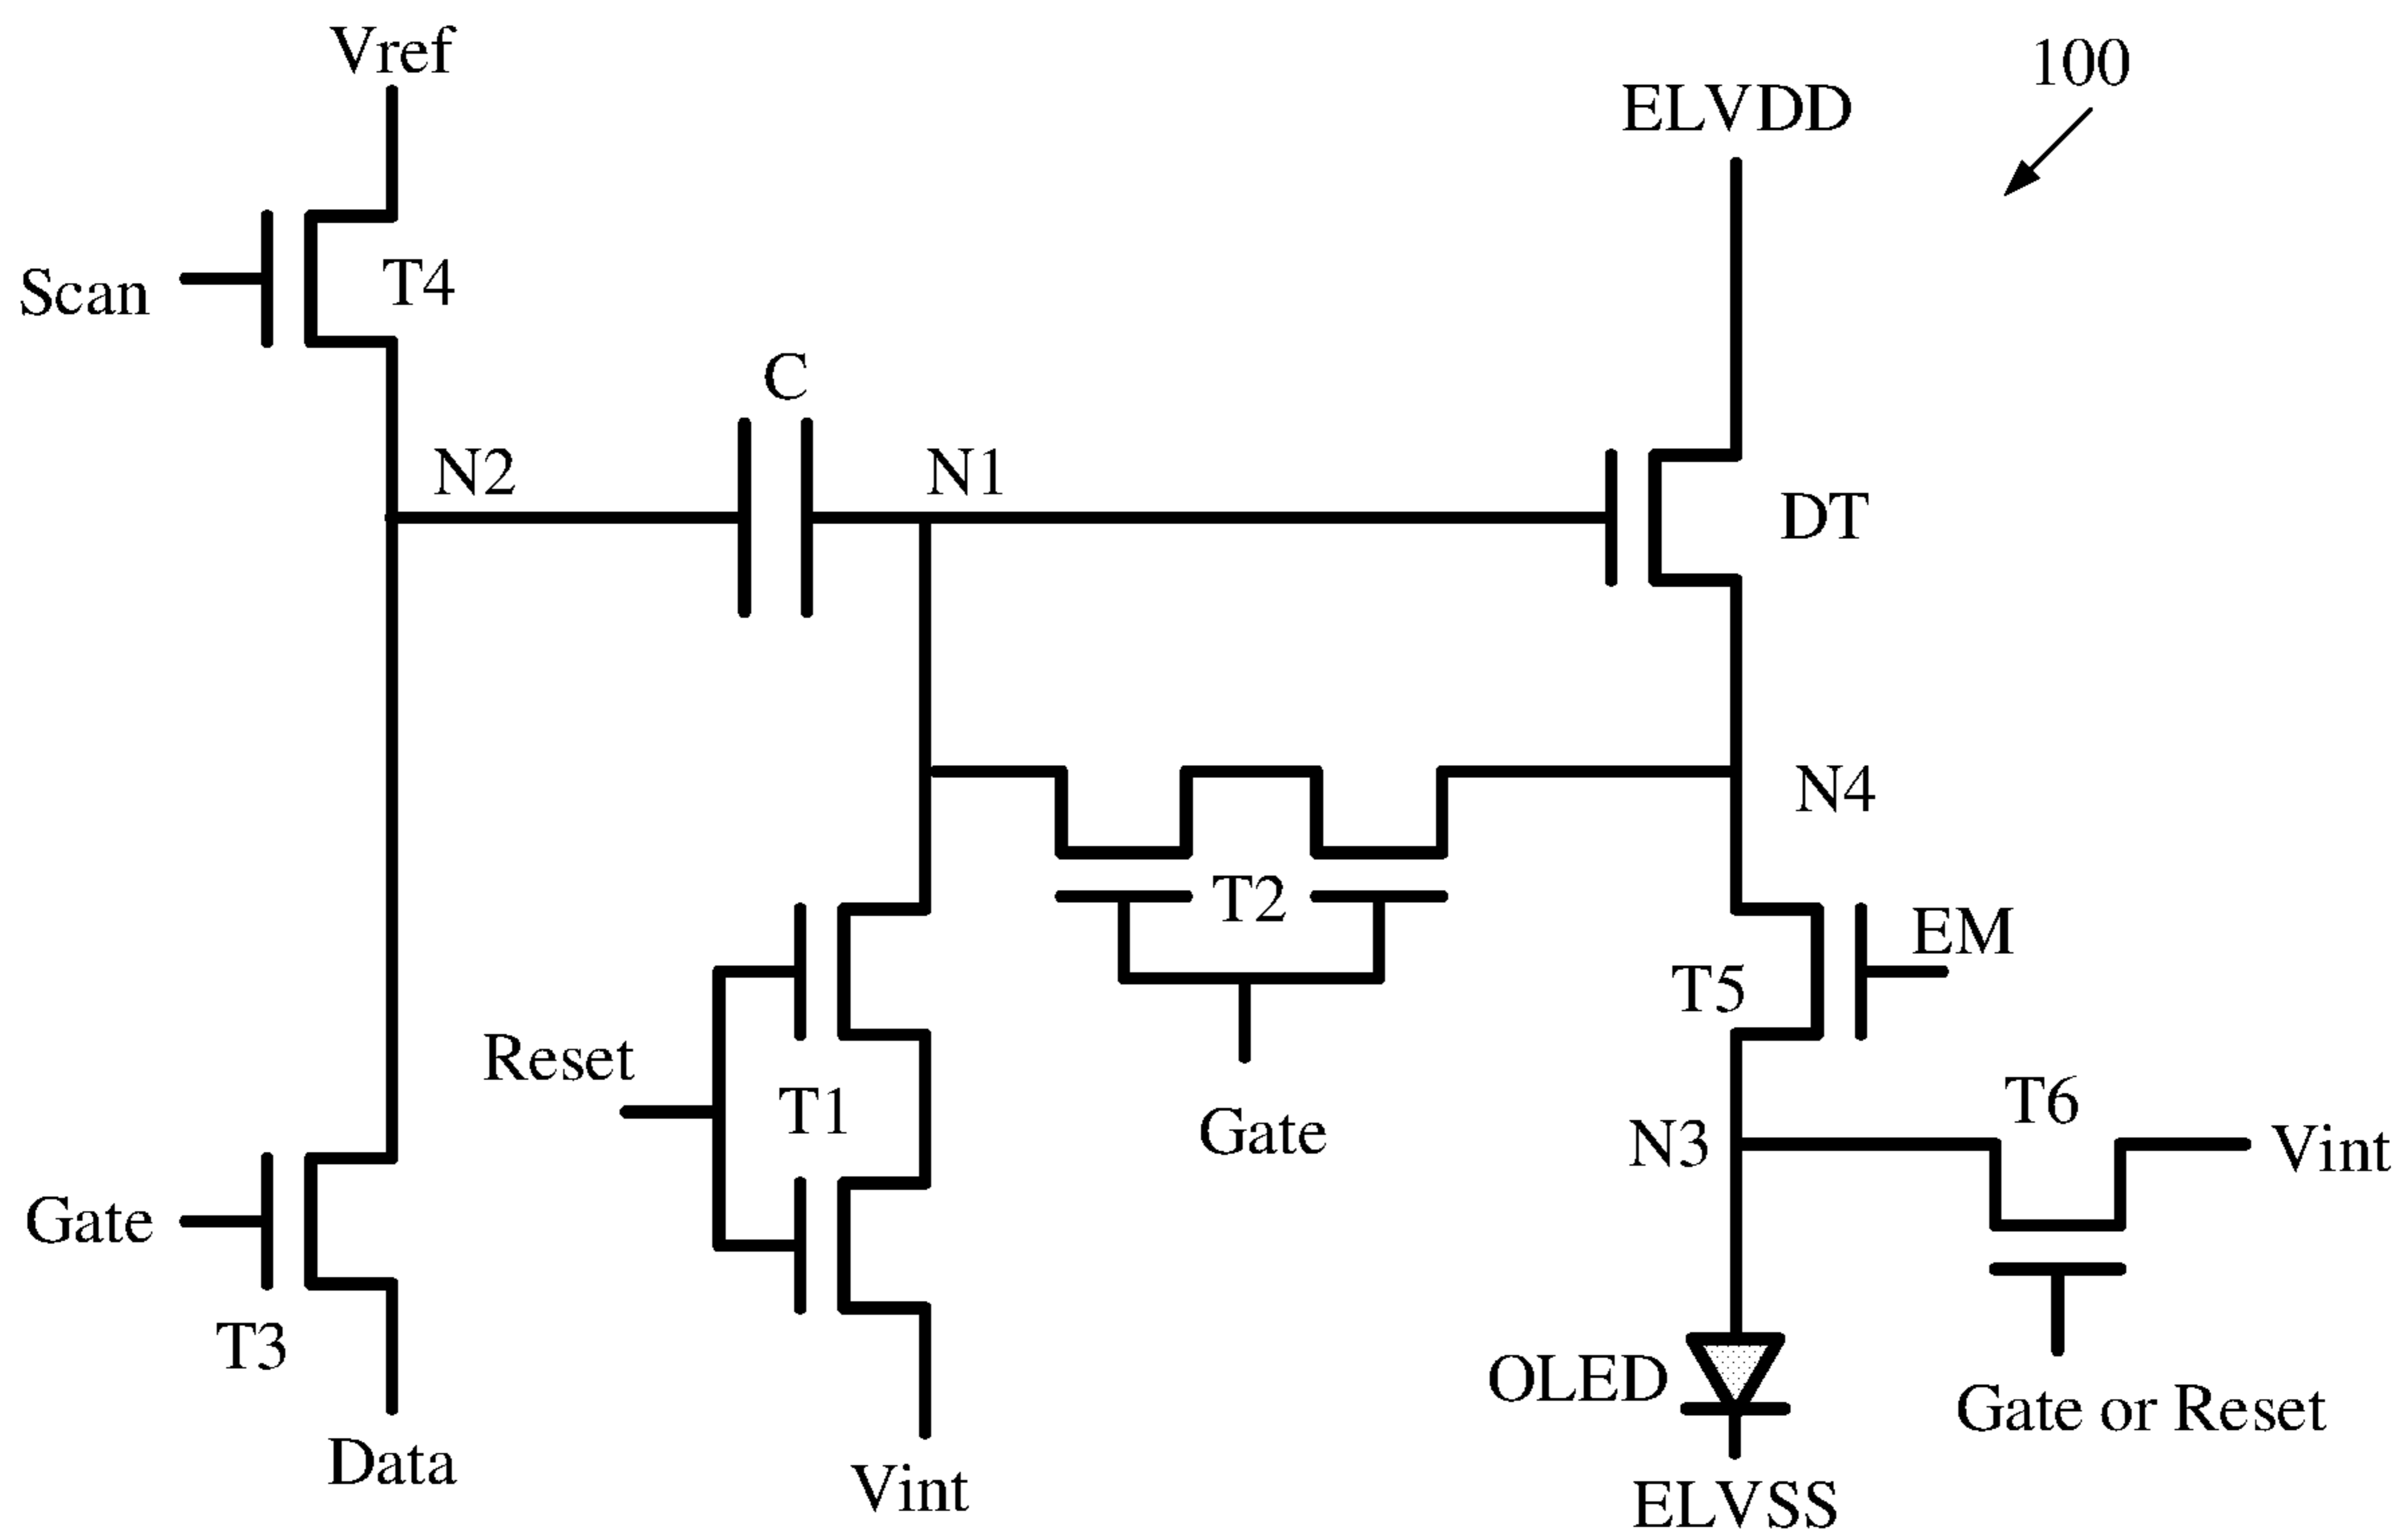 Vref
100
ELVDD
Scan
T4
C
N2
N1
DT
N4
T2
EM
T5
Reset
T1
T6
Gate
N3
Vint
Gate
T3
OLED
Gate or Reset
Data
Vint
ELVSS